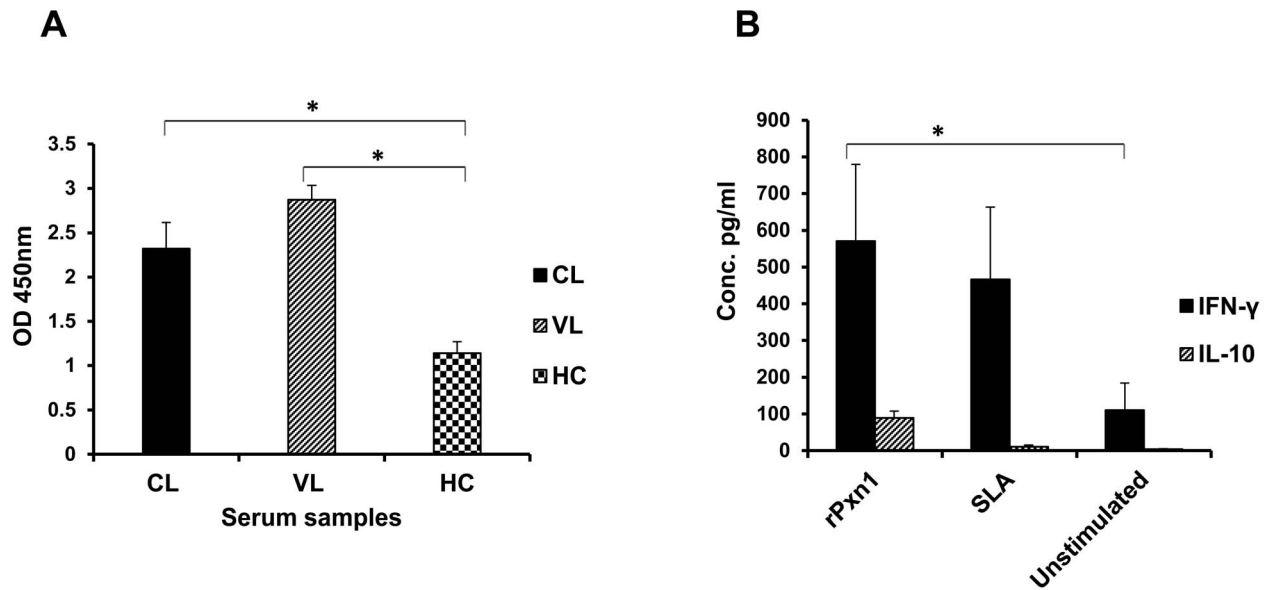 A
*
*
3.5
3
2.5
2
1.5
1
0.5
0
OD 450nm
CL VL HC
Serum samples
CL
VL
HC
B
*
900
800
700
600
500
400
300
200
100
0
Conc. pg/ml
rPxn1
SLA
Unstimulated
IFN-γ
IL-10